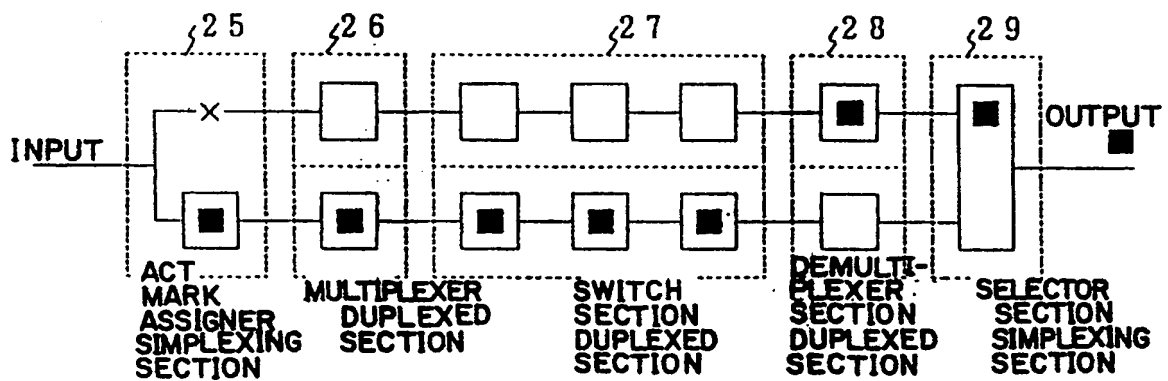 25
26
27
28
29
INPUT
OUTPUT
ACT
MARK
ASSIGNER
SIMPLEXING
SECTION
MULTIPLEXER
DUPLEXED
SECTION
SWITCH
SECTION
DUPLEXED
SECTION
DEMULTI-
PLEXER
SECTION
DUPLEXED
SECTION
SELECTOR
SECTION
SIMPLEXING
SECTION